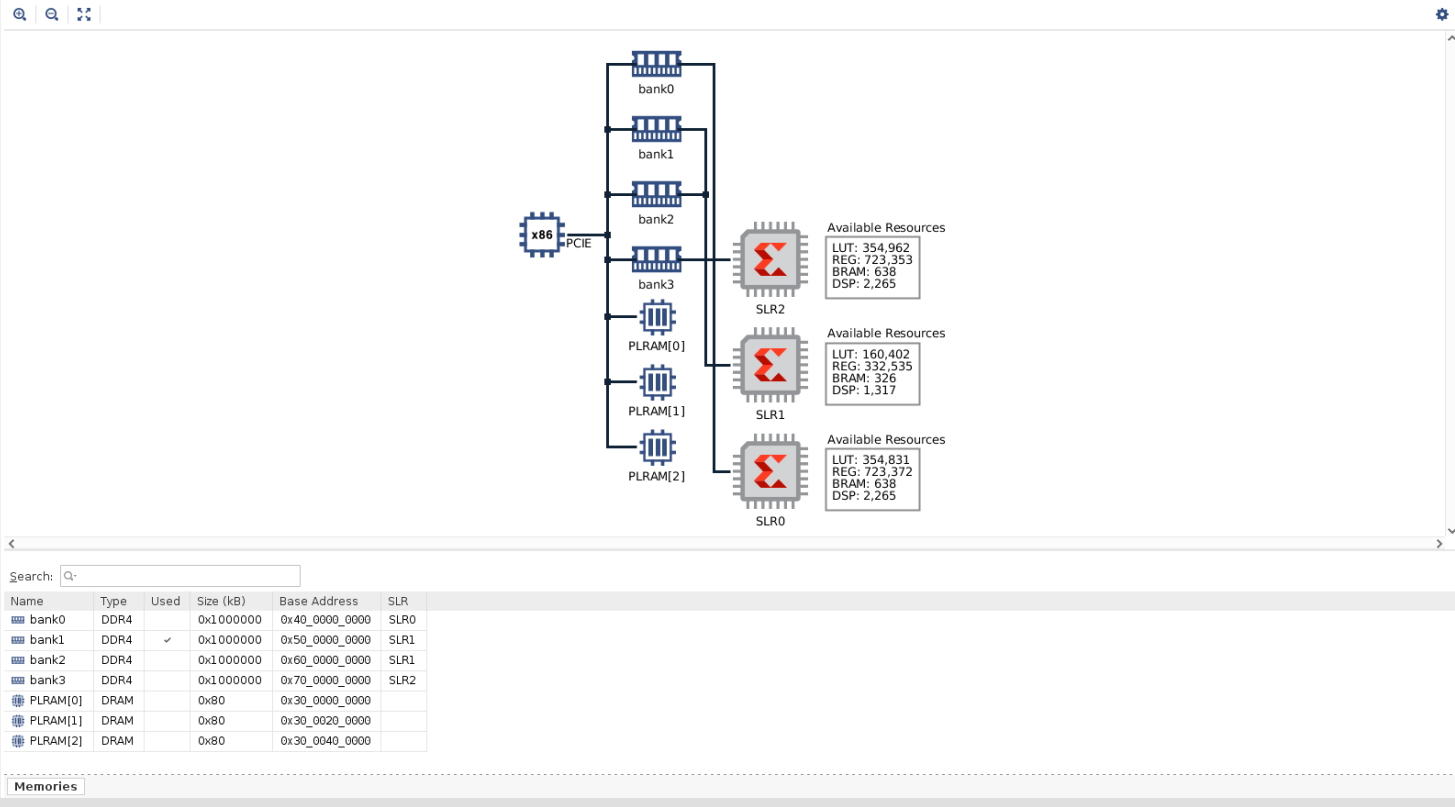 bank0
bank1
bank2
x86
PCIE
bank3
PLRAM[0]
PLRAM[1]
PLRAM[2]
Available Resources
LUT: 354,962
REG: 723,353
BRAM: 638
DSP: 2,265
SLR2
Available Resources
LUT: 160,402
REG: 332,535
BRAM: 326
DSP: 1,317
SLR1
Available Resources
LUT: 354,831
REG: 723,372
BRAM: 638
DSP: 2,265
SLR0
Search:
Name Type Used Size (kB) Base Address SLR
bank0 DDR4 0x1000000 0x40_0000_0000 SLR0
bank1 DDR4 ✓ 0x1000000 0x50_0000_0000 SLR1
bank2 DDR4 0x1000000 0x60_0000_0000 SLR1
bank3 DDR4 0x1000000 0x70_0000_0000 SLR2
PLRAM[0] DRAM 0x80 0x30_0000_0000
PLRAM[1] DRAM 0x80 0x30_0020_0000
PLRAM[2] DRAM 0x80 0x30_0040_0000
Memories